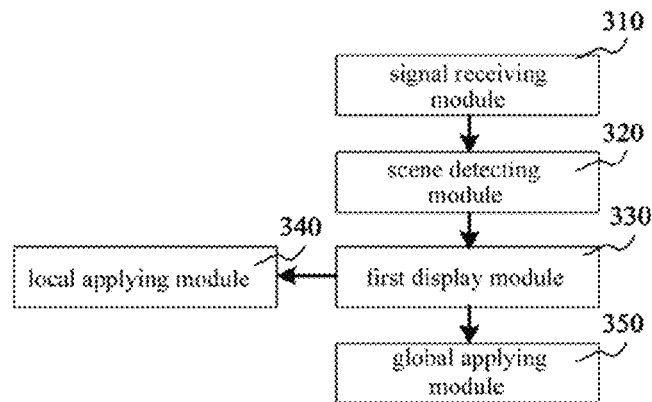 310
signal receiving
module
320
scene detecting
module
330
340
local applying module
first display module
350
global applying
module